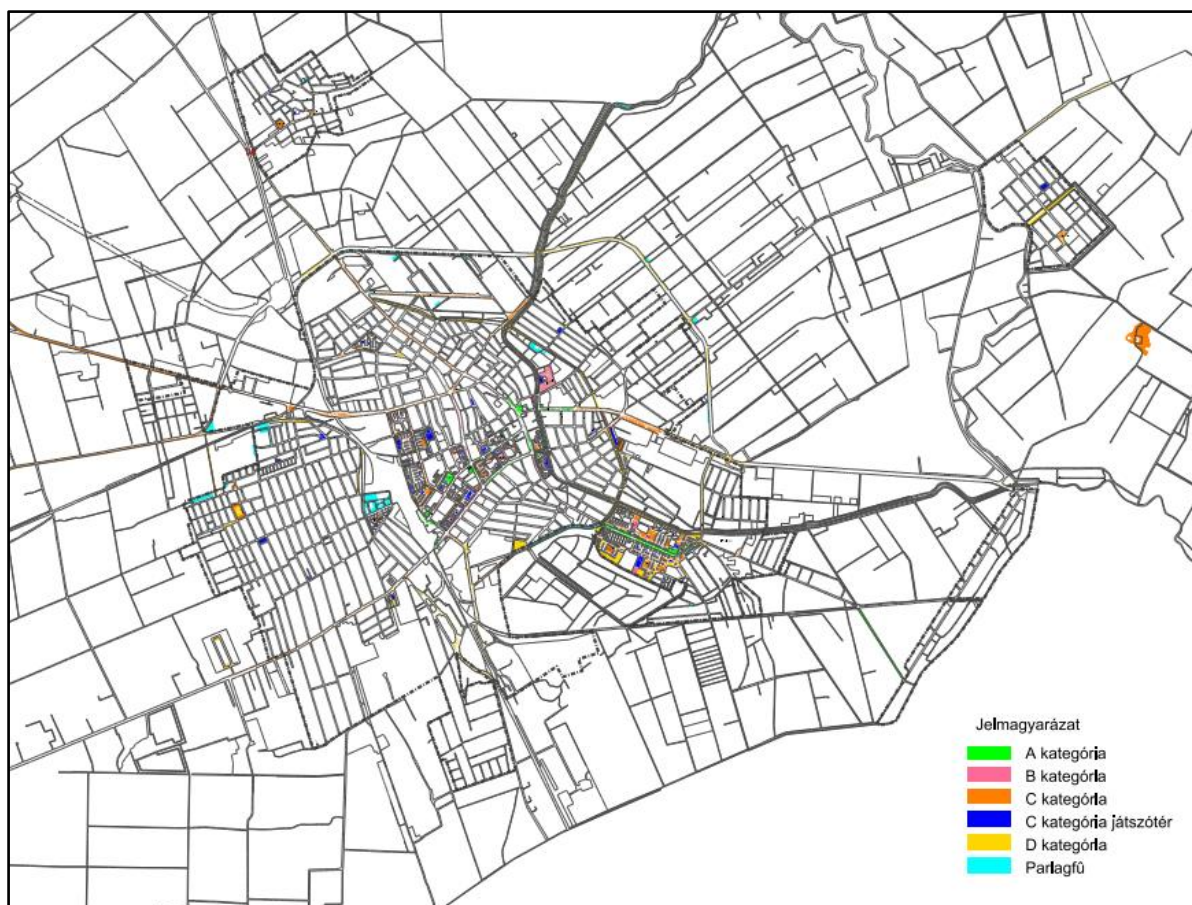 Jelmagyarázat
A kategória
B kategória
C kategória
C kategória játszótér
D kategória
Parlagfû